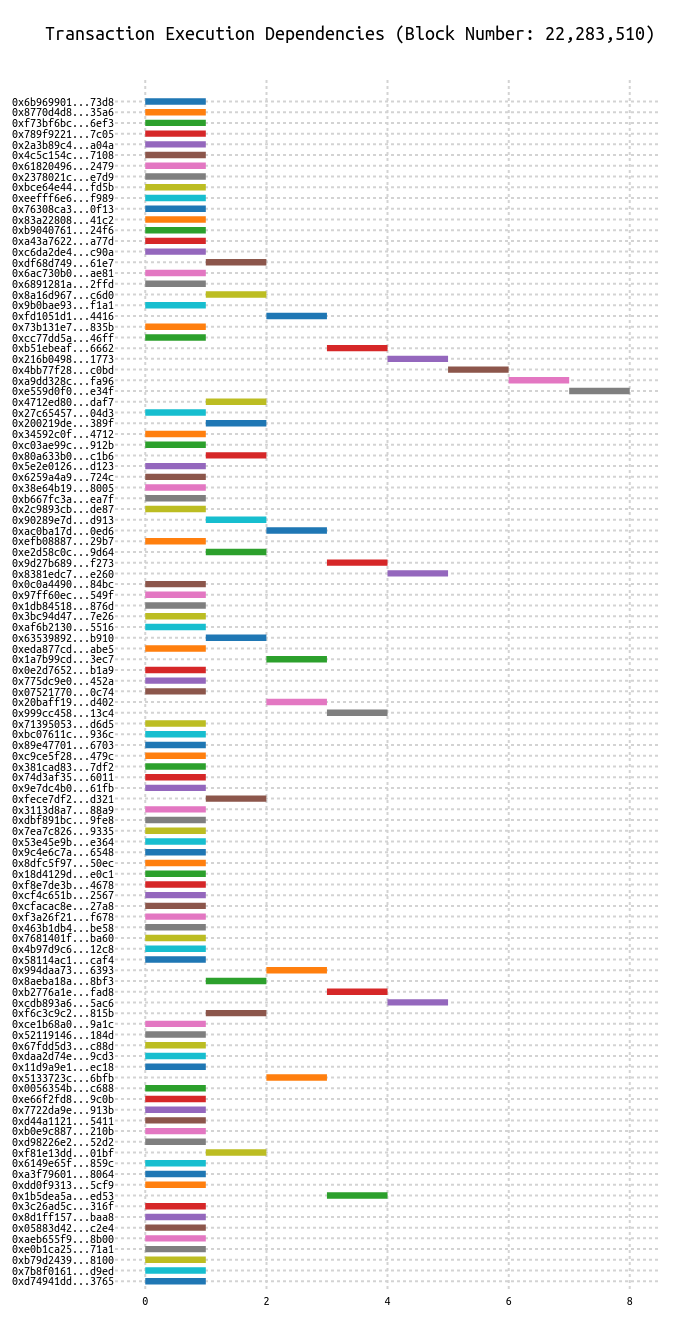 Transaction Execution Dependencies (Block Number: 22,283,510)
0x6b969901...73d8
0x8770d4d8...35a6
0xf73bf6bc...6ef3
0x789f9221...7c05
0x2a3b89c4...a04a
0x4c5c154c...7108
0x61820496...2479
0x2378021c...e7d9
0xbce64e44...fd5b
0xeefff6e6...f989
0x76308ca3...0f13
0x83a22808...41c2
0xb9040761...24f6
0xa43a7622...a77d
0xc6da2de4...c90a
0xdf68d749...61e7
0x6ac730b0...ae81
0x6891281a...2ffd
0x8a16d967...c6d0
0x9b0bae93...f1a1
0xfd1051d1...4416
0x73b131e7...835b
0xcc77dd5a...46ff
0xb51ebeaf...6662
0x216b0498...1773
0x4bb77f28...c0bd
0xa9dd328c...fa96
0xe559d0f0...e34f
0x4712ed80...daf7
0x27c65457...04d3
0x200219de...389f
0x34592c0f...4712
0xc03ae99c...912b
0x80a633b0...c1b6
0x5e2e0126...d123
0x6259a4a9...724c
0x38e64b19...8005
0xb667fc3a...ea7f
0x2c9893cb...de87
0x90289e7d...d913
0xac0ba17d...0ed6
0xefb08887...29b7
0xe2d58c0c...9d64
0x9d27b689...f273
0x8381edc7...e260
0x0c0a4490...84bc
0x97ff60ec...549f
0x1db84518...876d
0x3bc94d47...7e26
0xaf6b2130...5516
0x63539892...b910
0xeda877cd...abe5
0x1a7b99cd...3ec7
0x0e2d7652...b1a9
0x775dc9e0...452a
0x07521770...0c74
0x20baff19...d402
0x999cc458...13c4
0x71395053...d6d5
0xbc07611c...936c
0x89e47701...6703
0xc9ce5f28...479c
0x381cad83...7df2
0x74d3af35...6011
0x9e7dc4b0...61fb
0xfece7df2...d321
0x3113d8a7...88a9
0xdbf891bc...9fe8
0x7ea7c826...9335
0x53e45e9b...e364
0x9c4e6c7a...6548
0x8dfc5f97...50ec
0x18d4129d...e0c1
0xf8e7de3b...4678
0xcf4c651b...2567
0xcfacac8e...27a8
0xf3a26f21...f678
0x463b1db4...be58
0x7681401f...ba60
0x4b97d9c6...12c8
0x58114ac1...caf4
0x994daa73...6393
0x8aeba18a...8bf3
0xb2776a1e...fad8
0xcdb893a6...5ac6
0xf6c3c9c2...815b
0xce1b68a0...9a1c
0x52119146...184d
0x67fdd5d3...c88d
0xdaa2d74e...9cd3
0x11d9a9e1...ec18
0x5133723c...6bfb
0x0056354b...c688
0xe66f2fd8...9c0b
0x7722da9e...913b
0xd44a1121...5411
0xb0e9c887...210b
0xd98226e2...52d2
0xf81e13dd...01bf
0x6149e65f...859c
0xa3f79601...8064
0xdd0f9313...5cf9
0x1b5dea5a...ed53
0x3c26ad5c...316f
0x8d1ff157...baa8
0x05883d42...c2e4
0xaeb655f9...8b00
0xe0b1ca25...71a1
0xb79d2439...8100
0x7b8f0161...d9ed
0xd74941dd...3765
0 2 4 6 8